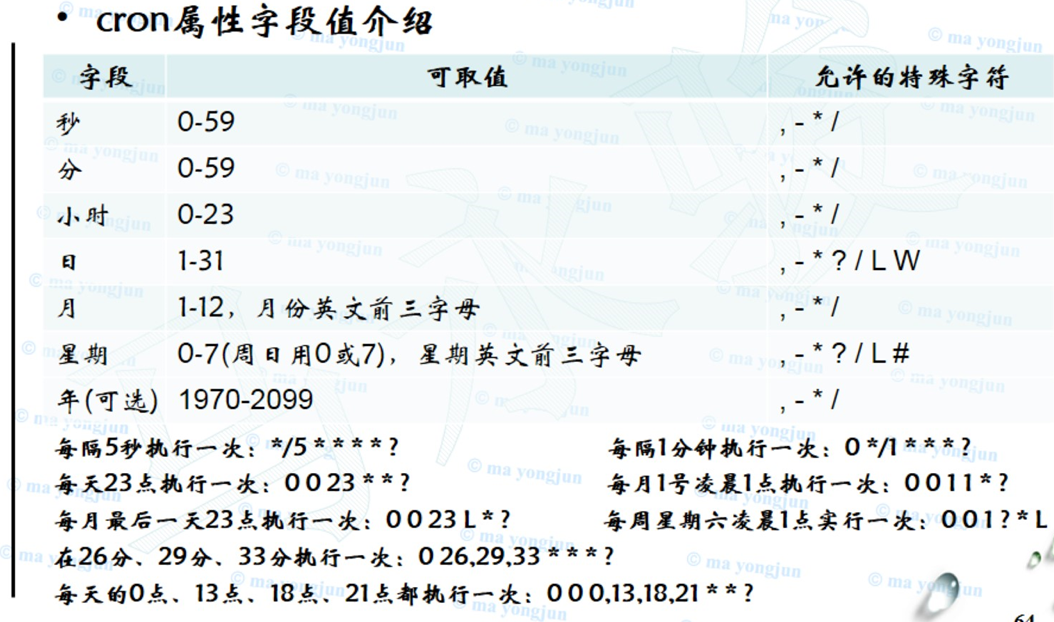 • cron属性字段值介绍
字段 可取值 允许的特殊字符
秒 0-59 , - * /
分 0-59 , - * /
小时 0-23 , - * /
日 1-31 , - * ? / L W
月 1-12，月份英文前三字母 , - * /
星期 0-7(周日用0或7)，星期英文前三字母 , - * ? / L #
年(可选) 1970-2099 , - * /
每隔5秒执行一次：*/5 * * * * ? 每隔1分钟执行一次：0 */1 * * * ?
每天23点执行一次：0 0 23 * * ? 每月1号凌晨1点执行一次：0 0 1 1 * ?
每月最后一天23点执行一次：0 0 23 L * ? 每周星期六凌晨1点实行一次：0 0 1 ? * L
在26分、29分、33分执行一次：0 26,29,33 * * * ?
每天的0点、13点、18点、21点都执行一次：0 0 0,13,18,21 * * ?
© ma yongjun